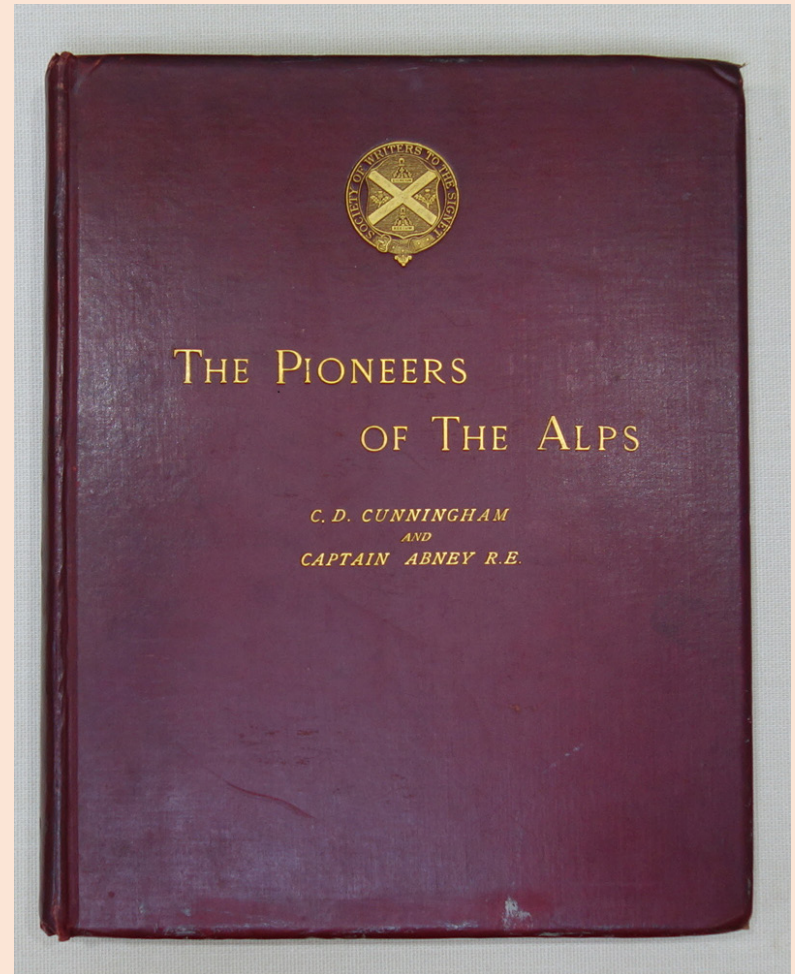 SOCIETY OF WRITERS TO THE SIGNET
THE PIONEERS
OF THE ALPS
C. D. CUNNINGHAM
AND
CAPTAIN ABNEY R.E.